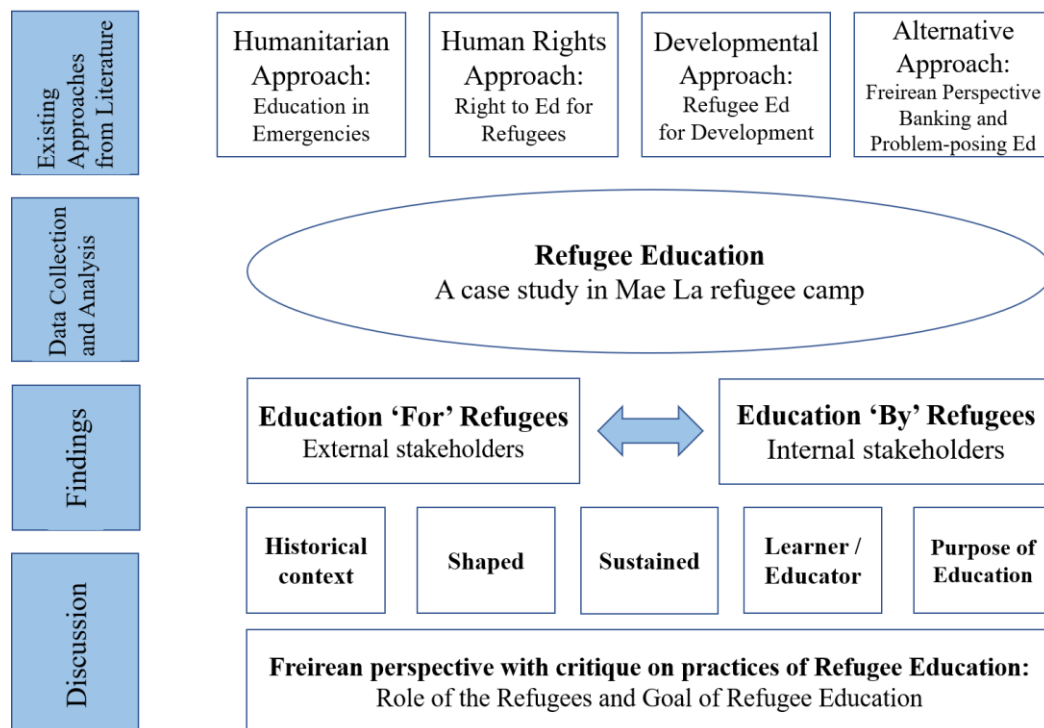 Existing
Approaches
from Literature
Humanitarian
Approach:
Education in
Emergencies
Human Rights
Approach:
Right to Ed for
Refugees
Developmental
Approach:
Refugee Ed
for Development
Alternative
Approach:
Freirean Perspective
Banking and
Problem-posing Ed
Data Collection
and Analysis
Refugee Education
A case study in Mae La refugee camp
Findings
Education ‘For’ Refugees
External stakeholders
Education ‘By’ Refugees
Internal stakeholders
Historical
context
Shaped
Sustained
Learner /
Educator
Purpose of
Education
Discussion
Freirean perspective with critique on practices of Refugee Education:
Role of the Refugees and Goal of Refugee Education